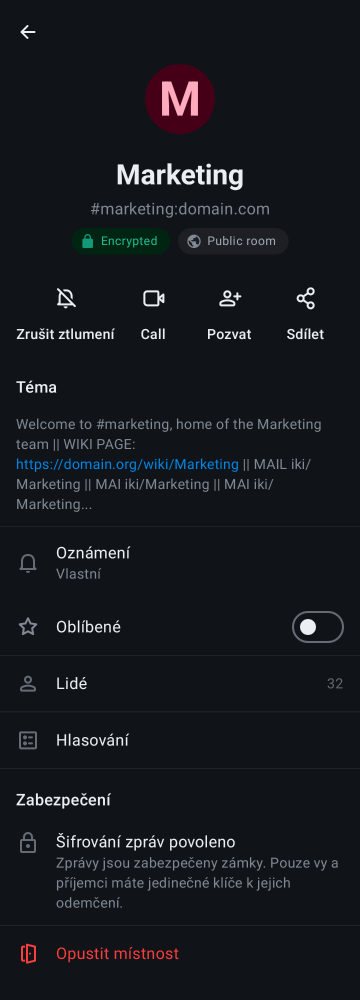 M
Marketing
#marketing:domain.com
Encrypted Public room
Zrušit ztlumení Call Pozvat Sdílet
Téma
Welcome to #marketing, home of the Marketing
team || WIKI PAGE:
https://domain.org/wiki/Marketing || MAIL iki/
Marketing || MAI iki/Marketing || MAI iki/
Marketing...
Oznámení
Vlastní
Oblíbené
Lidé 32
Hlasování
Zabezpečení
Šifrování zpráv povoleno
Zprávy jsou zabezpečeny zámky. Pouze vy a
příjemci máte jedinečné klíče k jejich
odemčení.
Opustit místnost